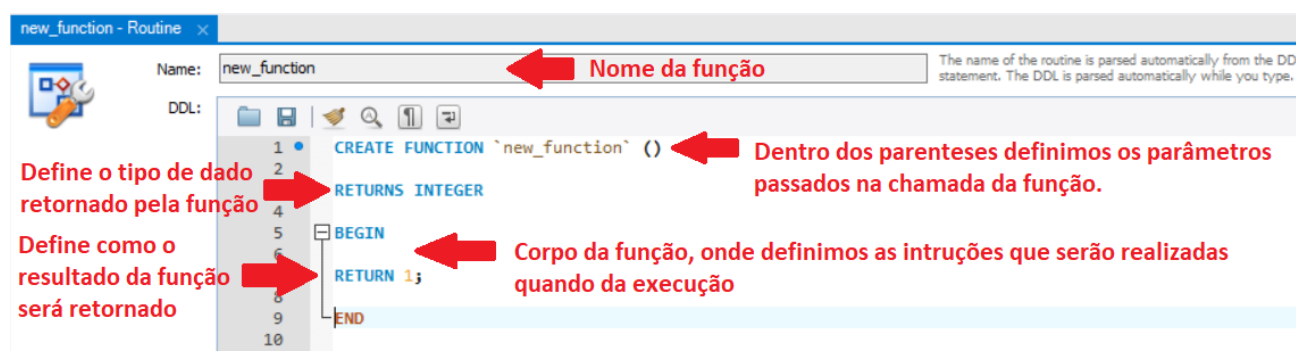 new_function - Routine ×
Name: new_function Nome da função The name of the routine is parsed automatically from the DD
statement. The DDL is parsed automatically while you type.
DDL:
1 CREATE FUNCTION `new_function` () Dentro dos parenteses definimos os parâmetros
passados na chamada da função.
Define o tipo de dado 2
retornado pela função RETURNS INTEGER
4
Define como o 5 BEGIN
resultado da função 6 Corpo da função, onde definimos as intruções que serão realizadas
RETURN 1; quando da execução
será retornado 8
9 END
10